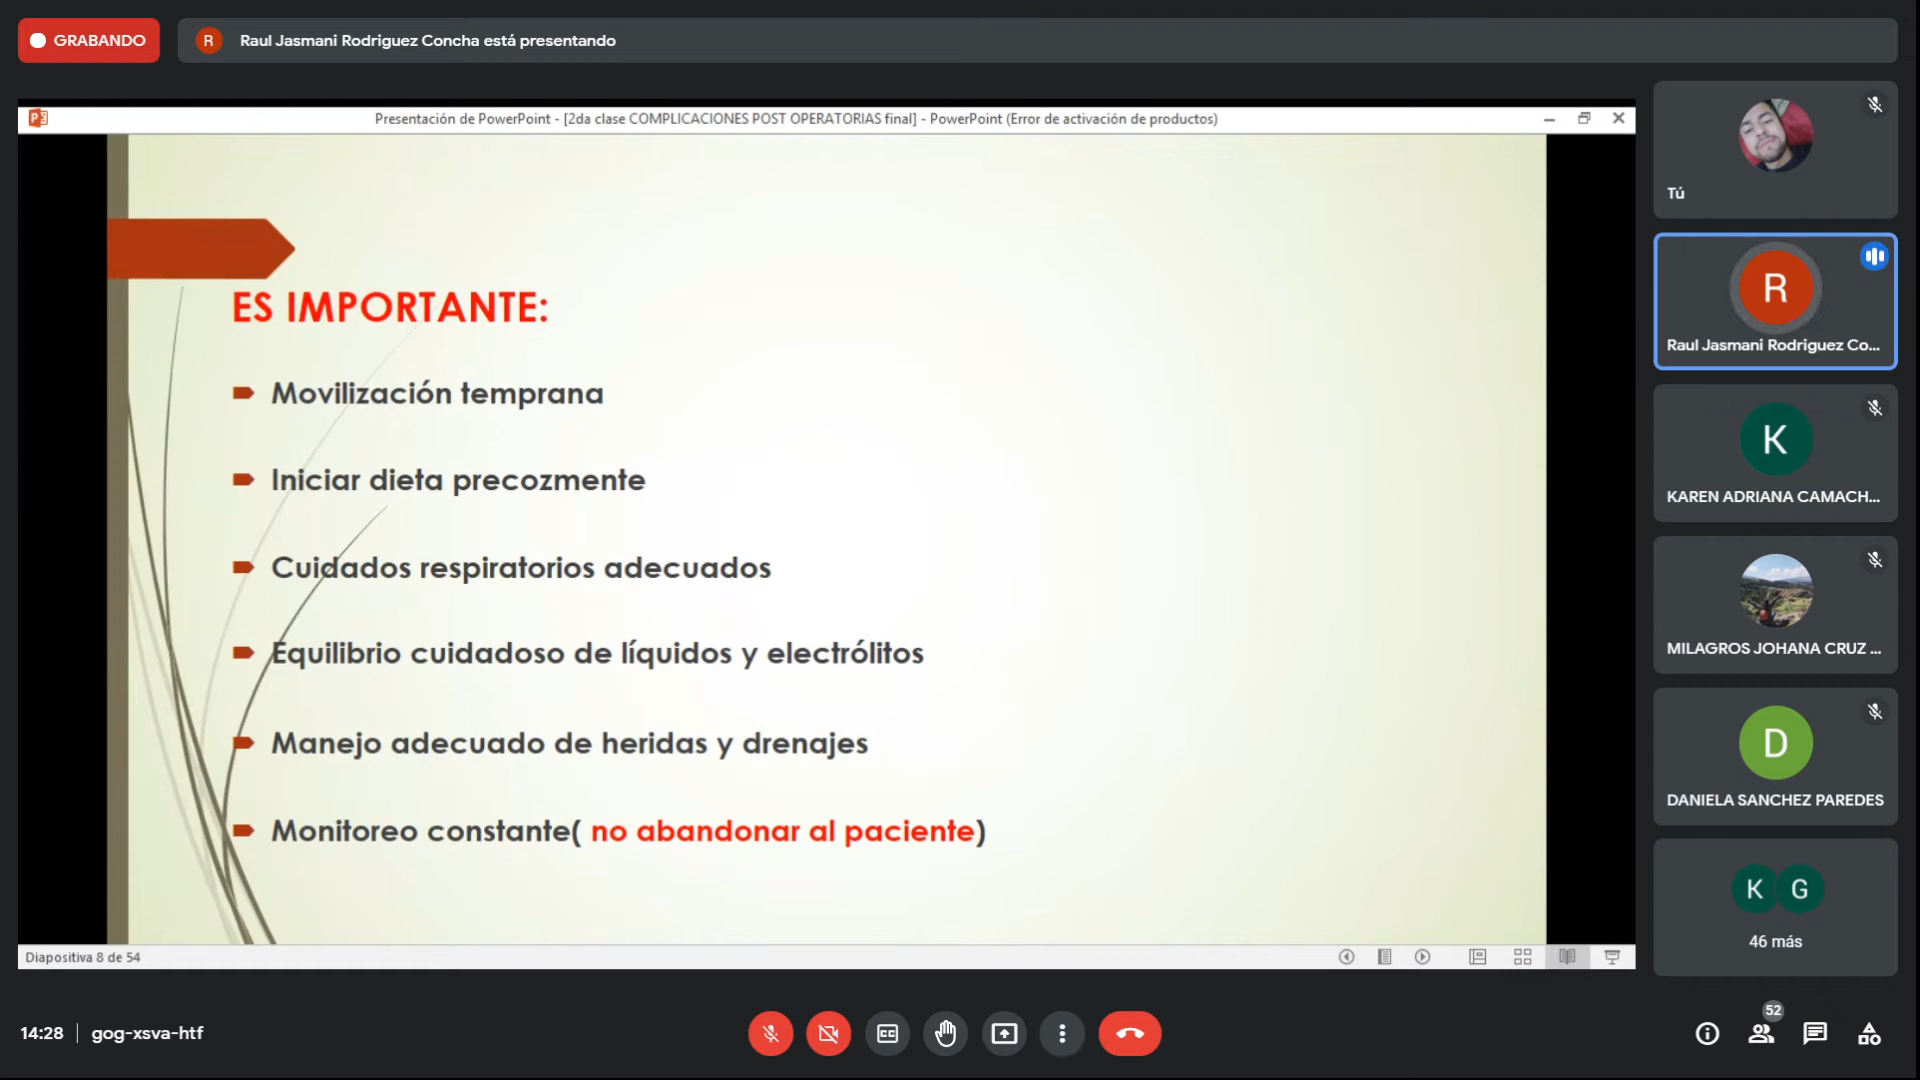 GRABANDO
R
Raul Jasmani Rodriguez Concha está presentando
Presentación de PowerPoint - [2da clase COMPLICACIONES POST OPERATORIAS final] - PowerPoint (Error de activación de productos)
ES IMPORTANTE:
Movilización temprana
Iniciar dieta precozmente
Cuidados respiratorios adecuados
Equilibrio cuidadoso de líquidos y electrólitos
Manejo adecuado de heridas y drenajes
Monitoreo constante( no abandonar al paciente)
Diapositiva 8 de 54
Tú
R
Raul Jasmani Rodriguez Co...
K
KAREN ADRIANA CAMACH...
MILAGROS JOHANA CRUZ ...
D
DANIELA SANCHEZ PAREDES
K G
46 más
14:28 | gog-xsva-htf
CC
52